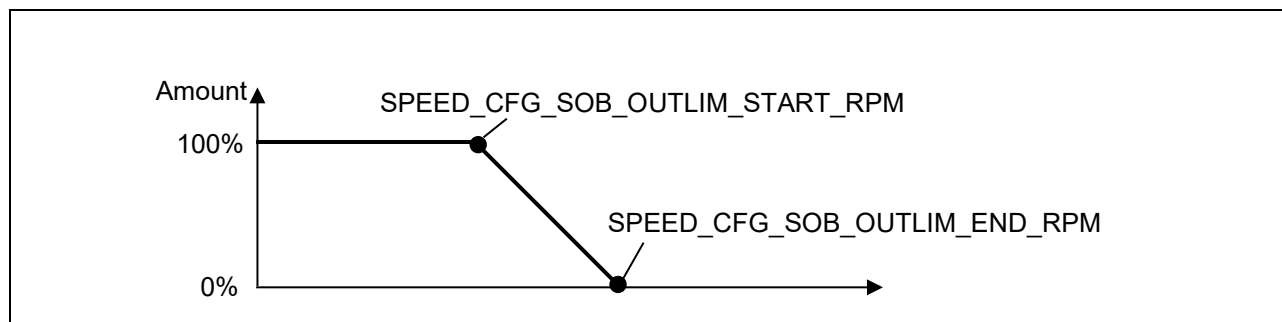 Amount
SPEED_CFG_SOB_OUTLIM_START_RPM
100%
SPEED_CFG_SOB_OUTLIM_END_RPM
0%